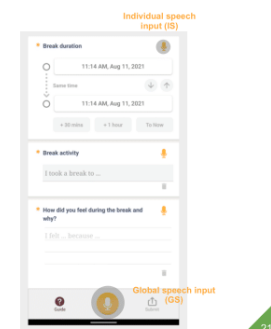 Individual speech
input (IS)
* Break duration
11:14 AM, Aug 11, 2021
Same time
11:14 AM, Aug 11, 2021
+ 30 mins
+ 1 hour
To Now
* Break activity
I took a break to ...
* How did you feel during the break and
why?
I felt ... because ...
Global speech input
(GS)
Guide
Submit
21